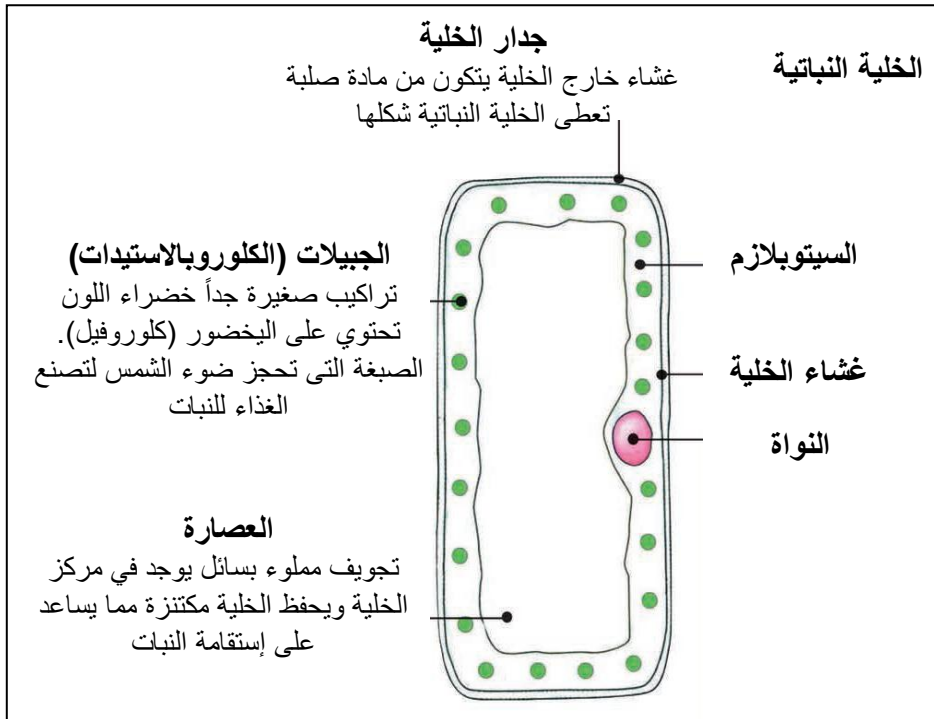 الخلية النباتية
جدار الخلية
غشاء خارج الخلية يتكون من مادة صلبة
تعطى الخلية النباتية شكلها
السيتوبلازم
غشاء الخلية
النواة
الجبيلات (الكلوروبالاستيدات)
تراكيب صغيرة جداً خضراء اللون
تحتوي على اليخضور (كلوروفيل).
الصبغة التى تحجز ضوء الشمس لتصنع
الغذاء للنبات
العصارة
تجويف مملوء بسائل يوجد في مركز
الخلية ويحفظ الخلية مكتنزة مما يساعد
على إستقامة النبات